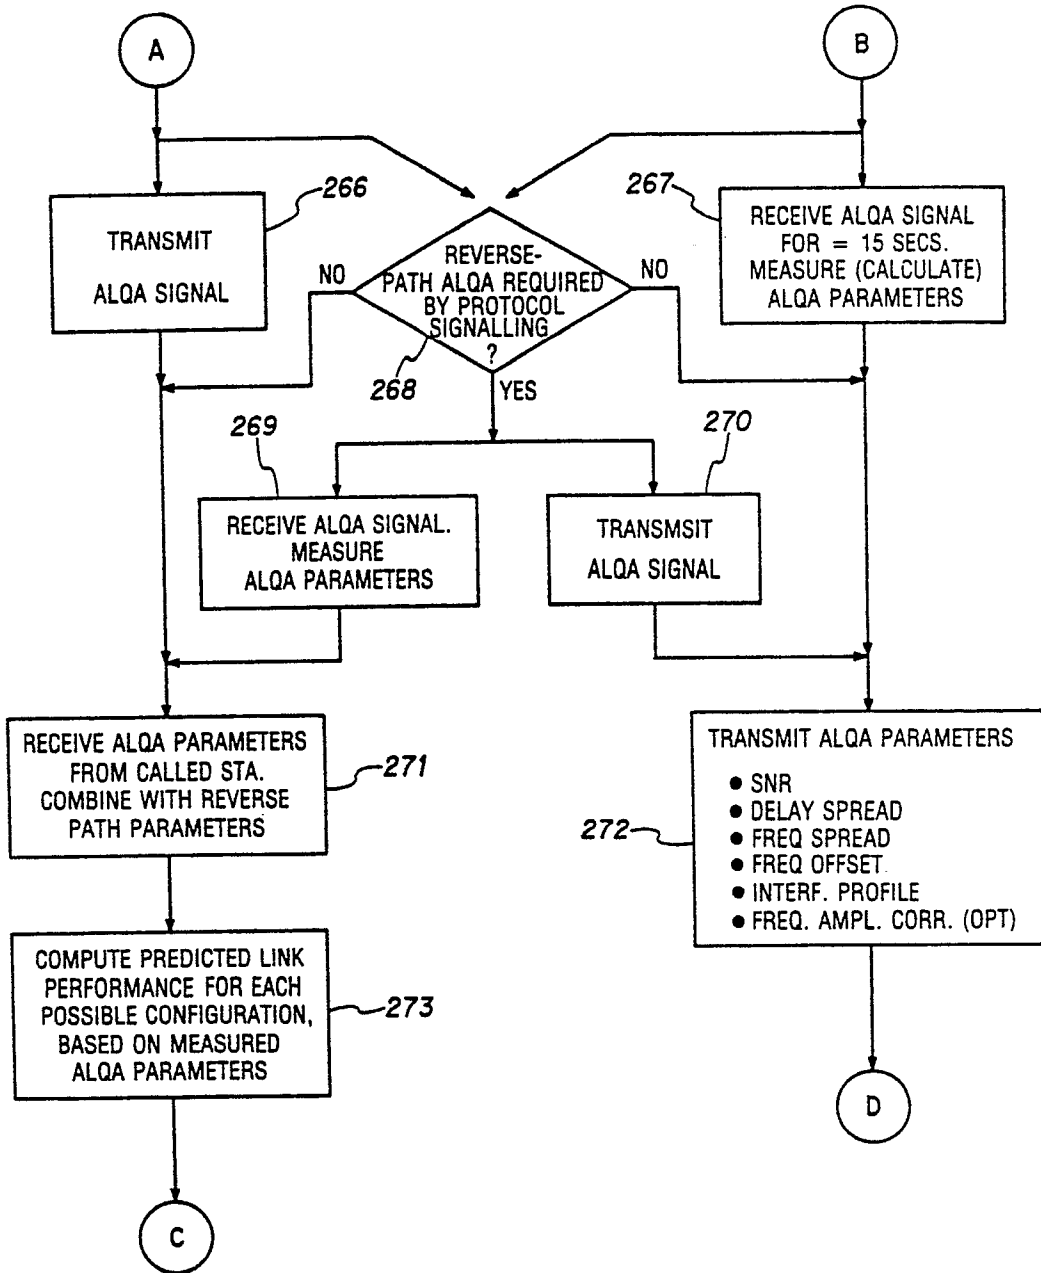 A
B
266
TRANSMIT
ALQA SIGNAL
267
RECEIVE ALQA SIGNAL
FOR = 15 SECS.
MEASURE (CALCULATE)
ALQA PARAMETERS
REVERSE-
PATH ALQA REQUIRED
BY PROTOCOL
SIGNALLING
?
NO
NO
268
YES
269
RECEIVE ALQA SIGNAL.
MEASURE
ALQA PARAMETERS
270
TRANSMSIT
ALQA SIGNAL
RECEIVE ALQA PARAMETERS
FROM CALLED STA.
COMBINE WITH REVERSE
PATH PARAMETERS
271
TRANSMIT ALQA PARAMETERS
● SNR
● DELAY SPREAD
● FREQ SPREAD
● FREQ OFFSET
● INTERF. PROFILE
● FREQ. AMPL. CORR. (OPT)
272
COMPUTE PREDICTED LINK
PERFORMANCE FOR EACH
POSSIBLE CONFIGURATION,
BASED ON MEASURED
ALQA PARAMETERS
273
D
C